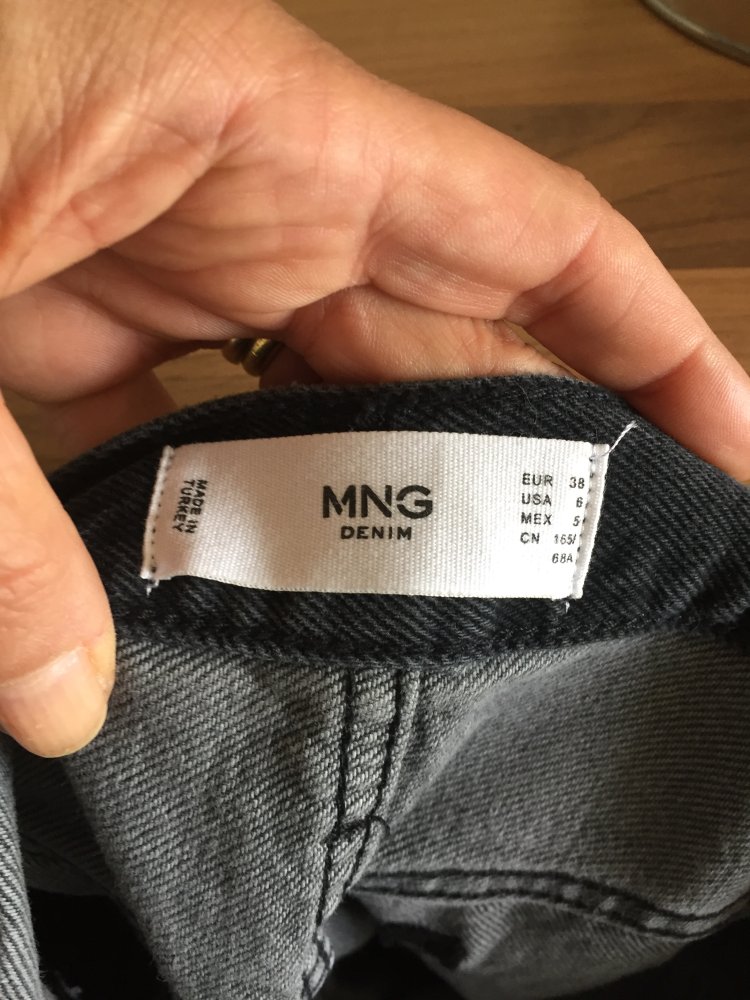 MADE IN
TURKEY
MNG
DENIM
EUR 38
USA 6
MEX 5
CN 165/
68A